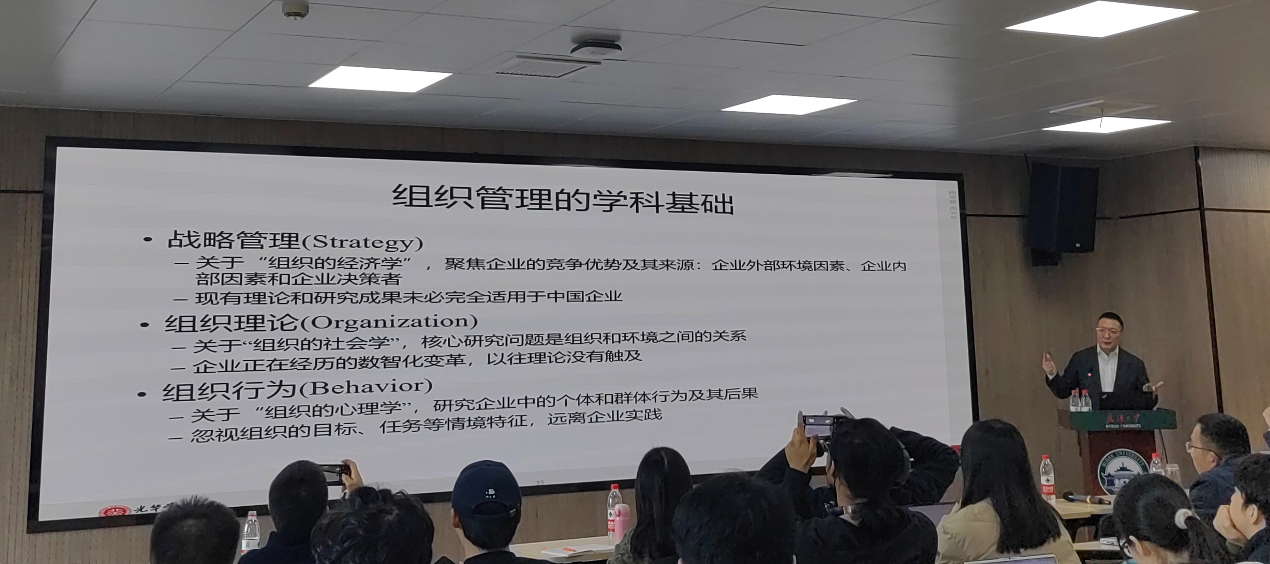 组织管理的学科基础
• 战略管理(Strategy)
– 关于“组织的经济学”，聚焦企业的竞争优势及其来源：企业外部环境因素、企业内
部因素和企业决策者
– 现有理论和研究成果未必完全适用于中国企业
• 组织理论(Organization)
– 关于“组织的社会学”，核心研究问题是组织和环境之间的关系
– 企业正在经历的数智化变革，以往理论没有触及
• 组织行为(Behavior)
– 关于“组织的心理学”，研究企业中的个体和群体行为及其后果
– 忽视组织的目标、任务等情境特征，远离企业实践
武汉大学
WUHAN UNIVERSITY